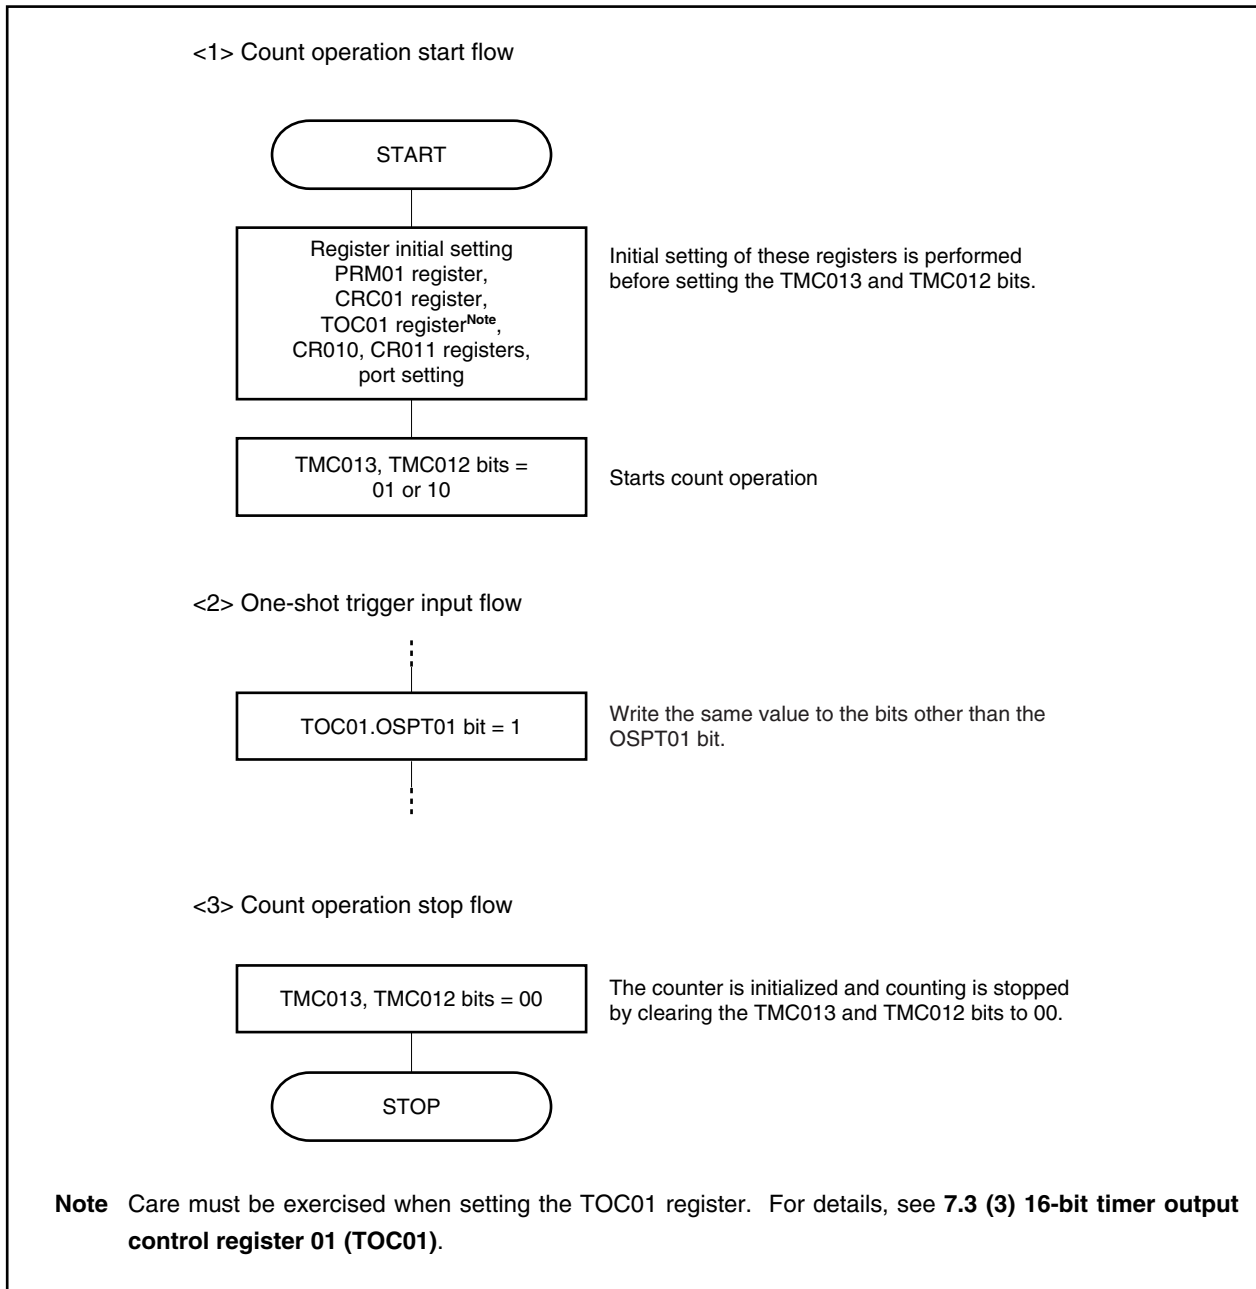 <1> Count operation start flow
START
Register initial setting
PRM01 register,
CRC01 register,
TOC01 registerNote,
CR010, CR011 registers,
port setting
Initial setting of these registers is performed
before setting the TMC013 and TMC012 bits.
TMC013, TMC012 bits =
01 or 10
Starts count operation
<2> One-shot trigger input flow
TOC01.OSPT01 bit = 1
Write the same value to the bits other than the
OSPT01 bit.
<3> Count operation stop flow
TMC013, TMC012 bits = 00
The counter is initialized and counting is stopped
by clearing the TMC013 and TMC012 bits to 00.
STOP
Note Care must be exercised when setting the TOC01 register. For details, see 7.3 (3) 16-bit timer output
control register 01 (TOC01).